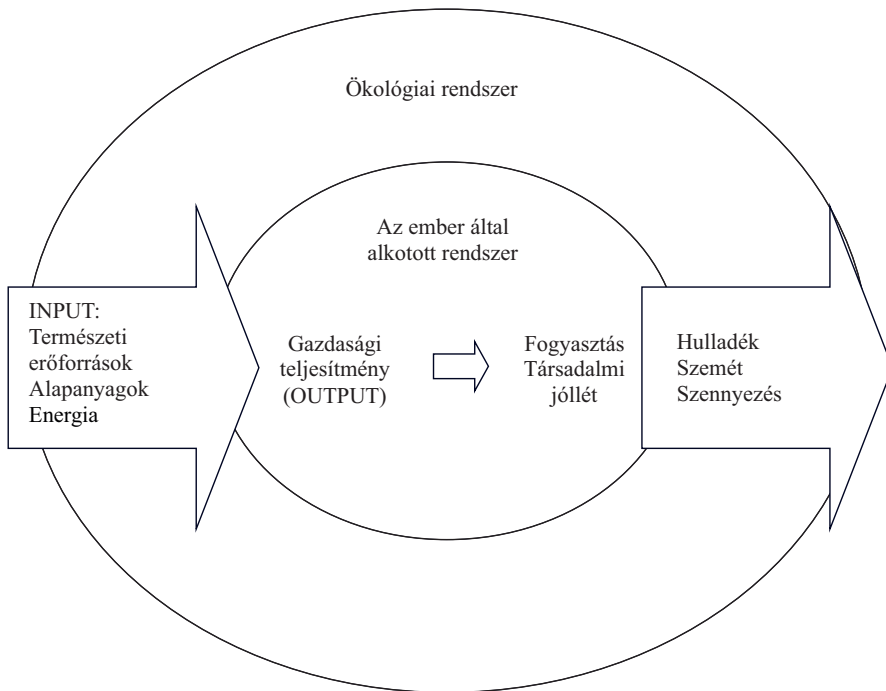 Ökológiai rendszer
Az ember által
alkotott rendszer
INPUT:
Természeti
erőforrások
Alapanyagok
Energia
Gazdasági
teljesítmény
(OUTPUT)
Fogyasztás
Társadalmi
jóllét
Hulladék
Szemét
Szennyezés